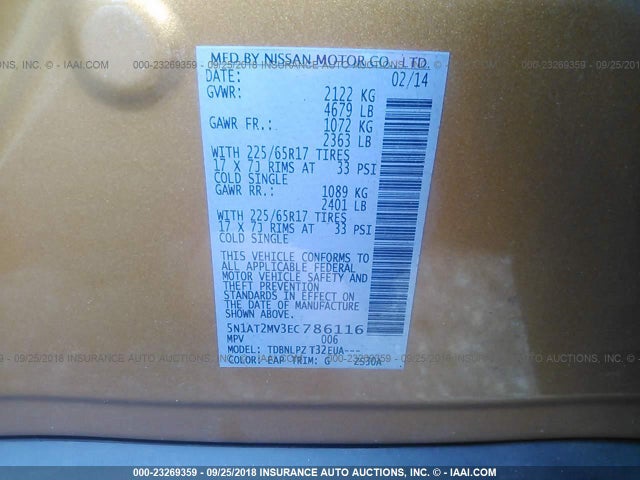 MFD BY NISSAN MOTOR CO., LTD.
DATE: 02/14
GVWR: 2122 KG
4679 LB
GAWR FR.: 1072 KG
2363 LB
WITH 225/65R17 TIRES
17 X 7J RIMS AT 33 PSI
COLD SINGLE
GAWR RR.: 1089 KG
2401 LB
WITH 225/65R17 TIRES
17 X 7J RIMS AT 33 PSI
COLD SINGLE
THIS VEHICLE CONFORMS TO
ALL APPLICABLE FEDERAL
MOTOR VEHICLE SAFETY AND
THEFT PREVENTION
STANDARDS IN EFFECT ON
THE DATE OF MANUFACTURE
SHOWN ABOVE.
5N1AT2MV3EC786116
MPV 006
MODEL: TDBNLPZ T32EUA---
COLOR: EAP TRIM: G 2530A
000-23269359 - 09/25/2018 INSURANCE AUTO AUCTIONS, INC. - © IAAI.COM